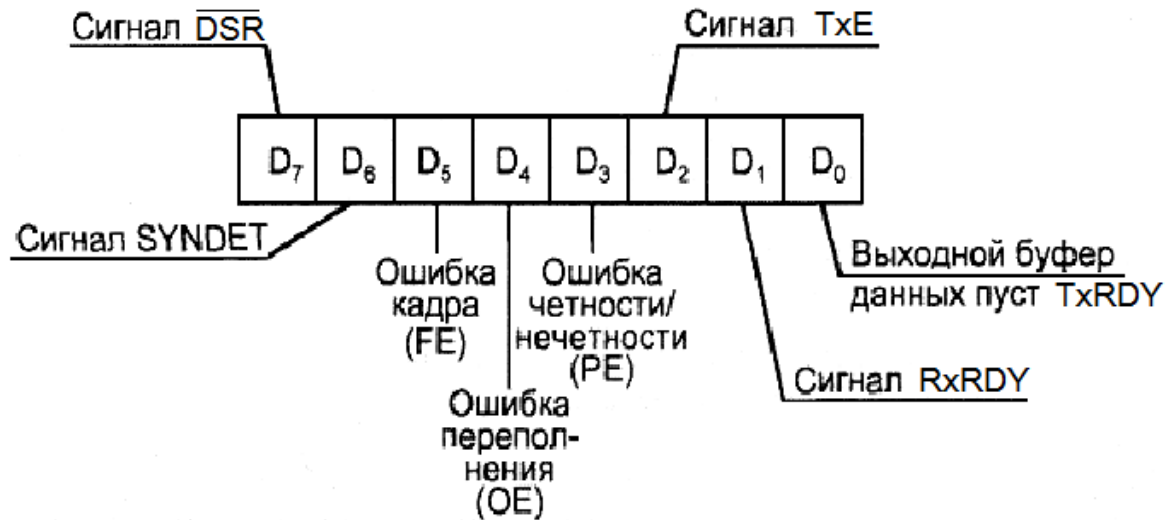 Сигнал D̅S̅R̅
Сигнал TxE
D₇ D₆ D₅ D₄ D₃ D₂ D₁ D₀
Сигнал SYNDET
Ошибка
кадра
(FE)
Ошибка
перепол-
нения
(OE)
Ошибка
четности/
нечетности
(PE)
Выходной буфер
данных пуст TxRDY
Сигнал RxRDY